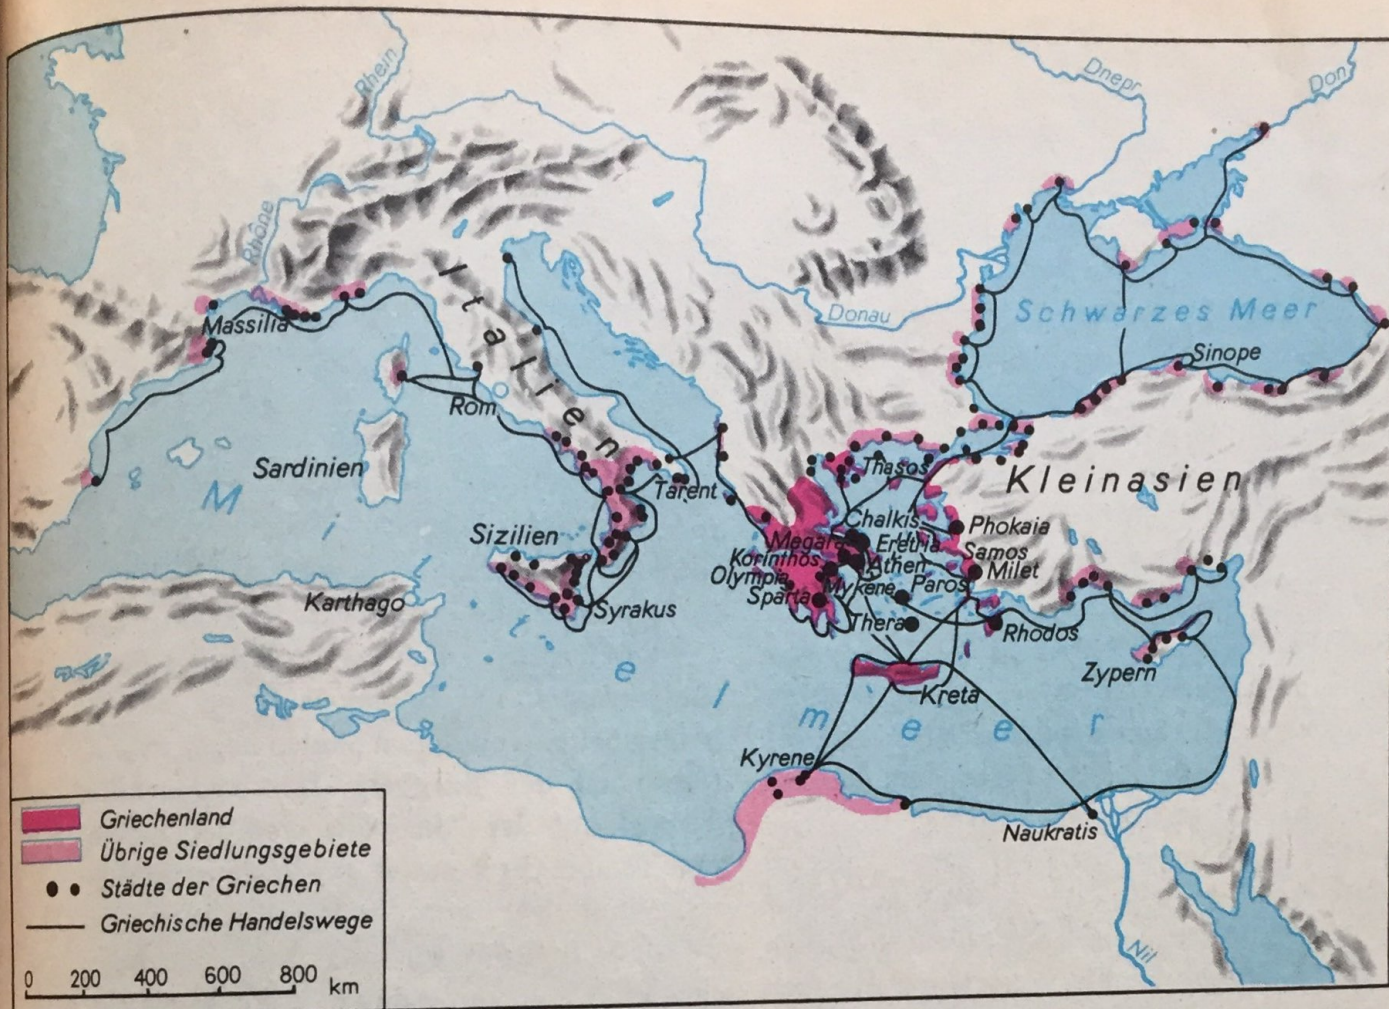 Rhein
Dnepr
Don
Rhône
Donau
Italien
Schwarzes Meer
Massilia
Sinope
Rom
Sardinien
Tarent
Thasos
Kleinasien
Mittelmeer
Sizilien
Chalkis
Phokaia
Megara
Eretria
Samos
Korinthos
Athen
Milet
Olympia
Mykene
Paros
Sparta
Karthago
Syrakus
Thera
Rhodos
Zypern
Kreta
Kyrene
Naukratis
Nil
Griechenland
Übrige Siedlungsgebiete
Städte der Griechen
Griechische Handelswege
0 200 400 600 800 km